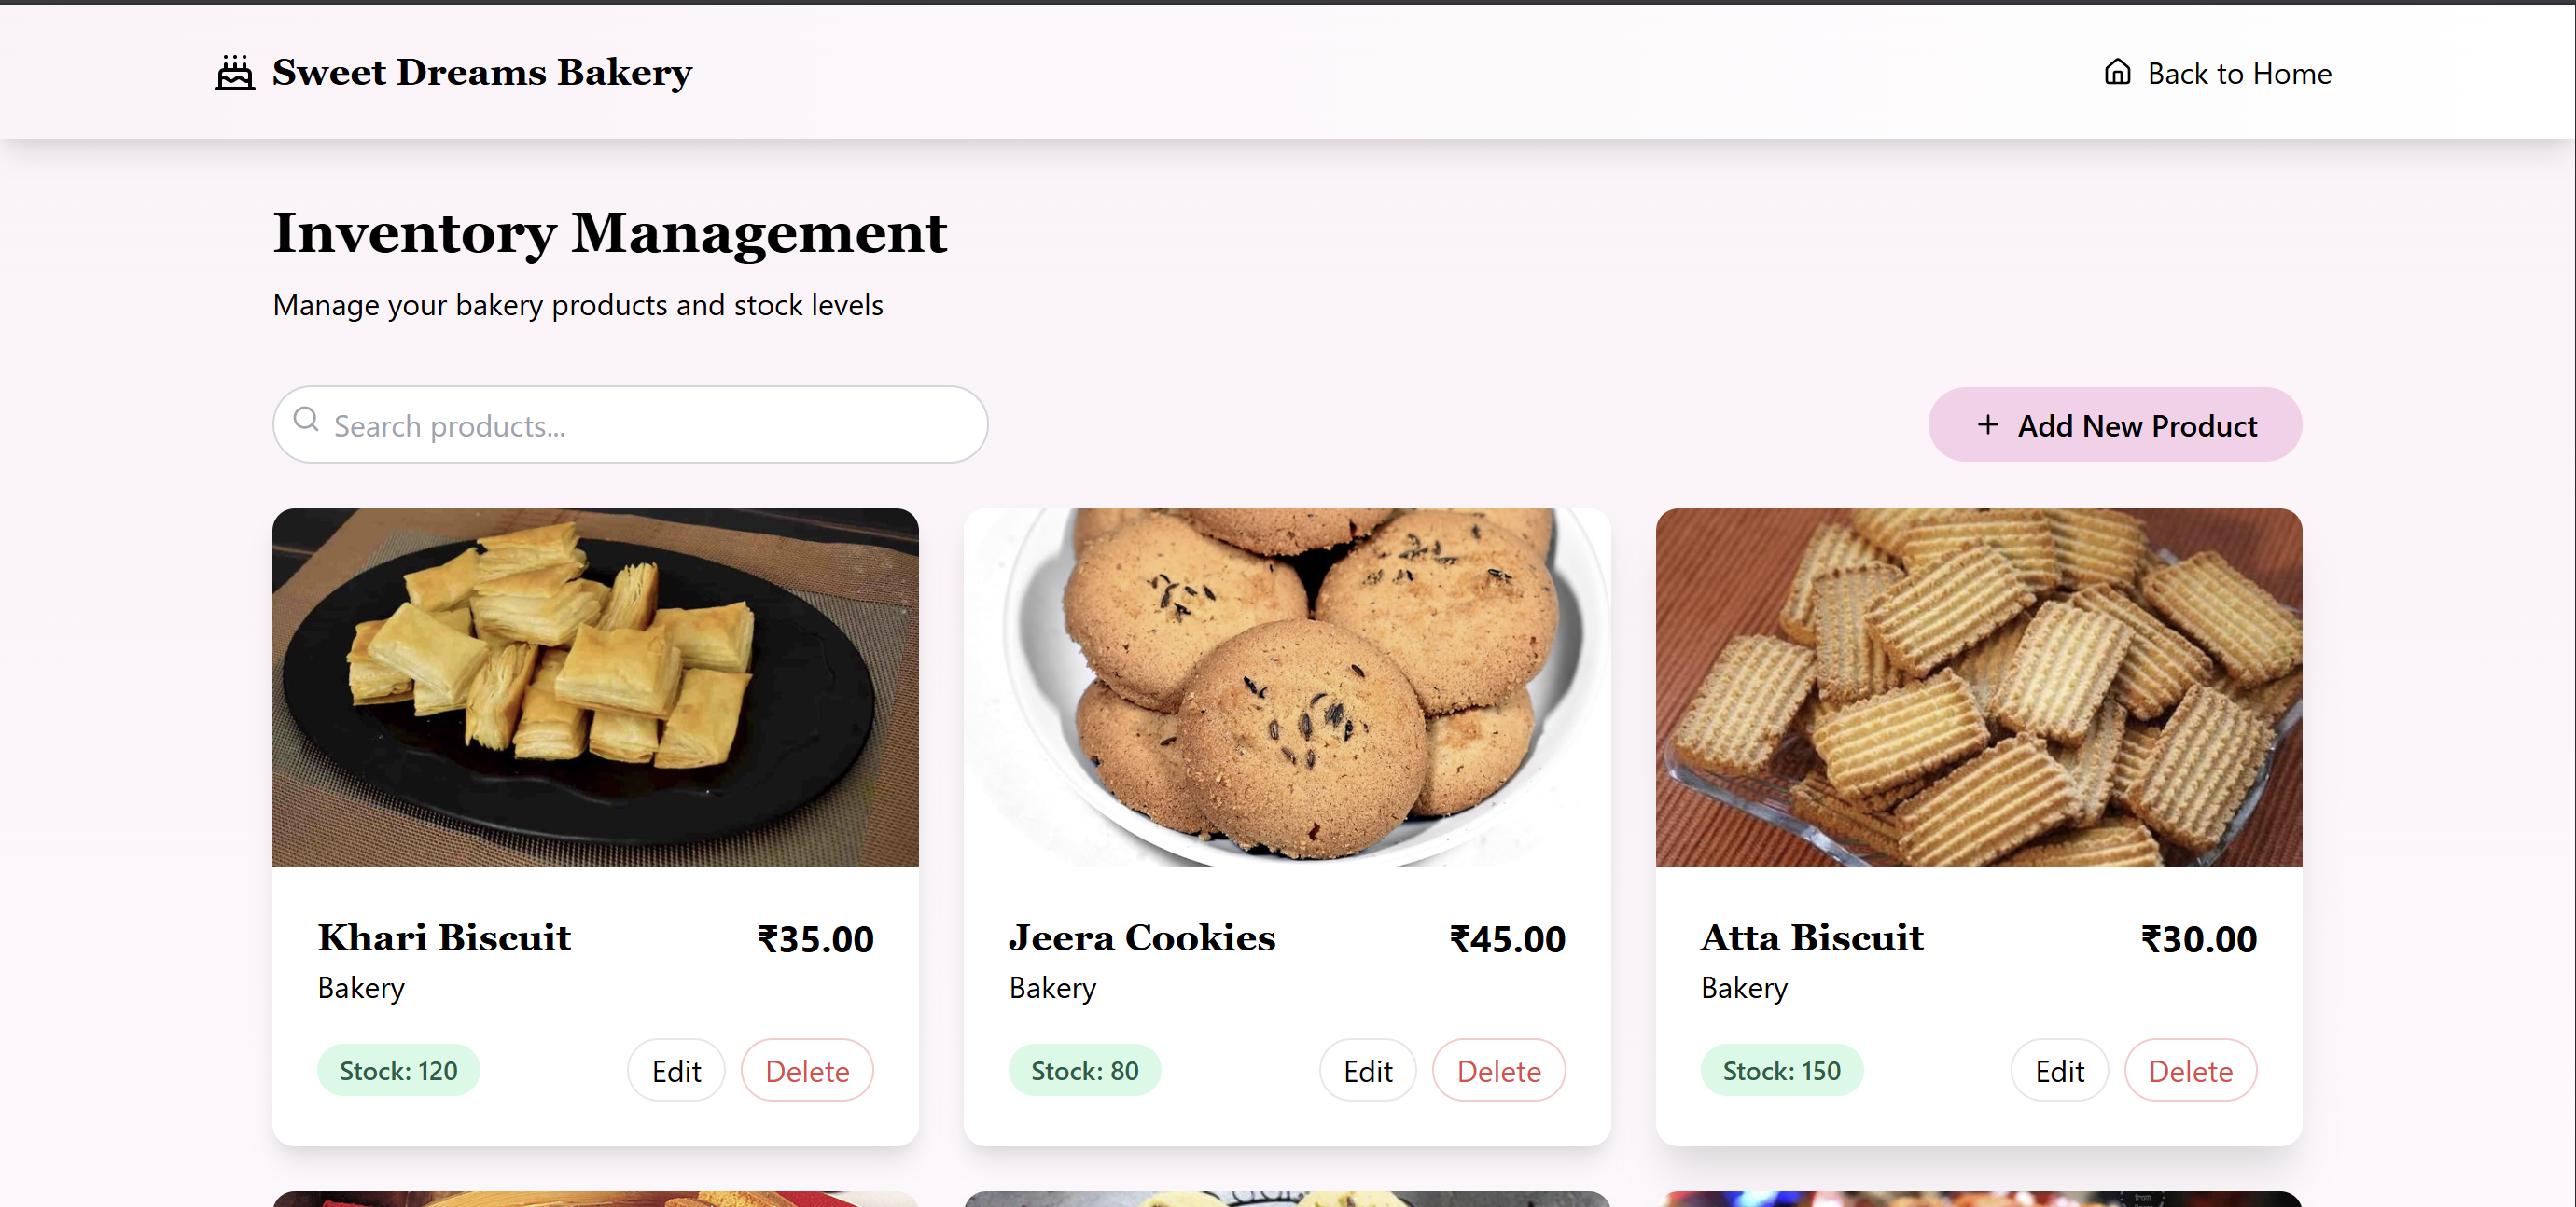 Sweet Dreams Bakery
Back to Home
Inventory Management
Manage your bakery products and stock levels
Search products...
+ Add New Product
Khari Biscuit
₹35.00
Bakery
Stock: 120
Edit
Delete
Jeera Cookies
₹45.00
Bakery
Stock: 80
Edit
Delete
Atta Biscuit
₹30.00
Bakery
Stock: 150
Edit
Delete
from